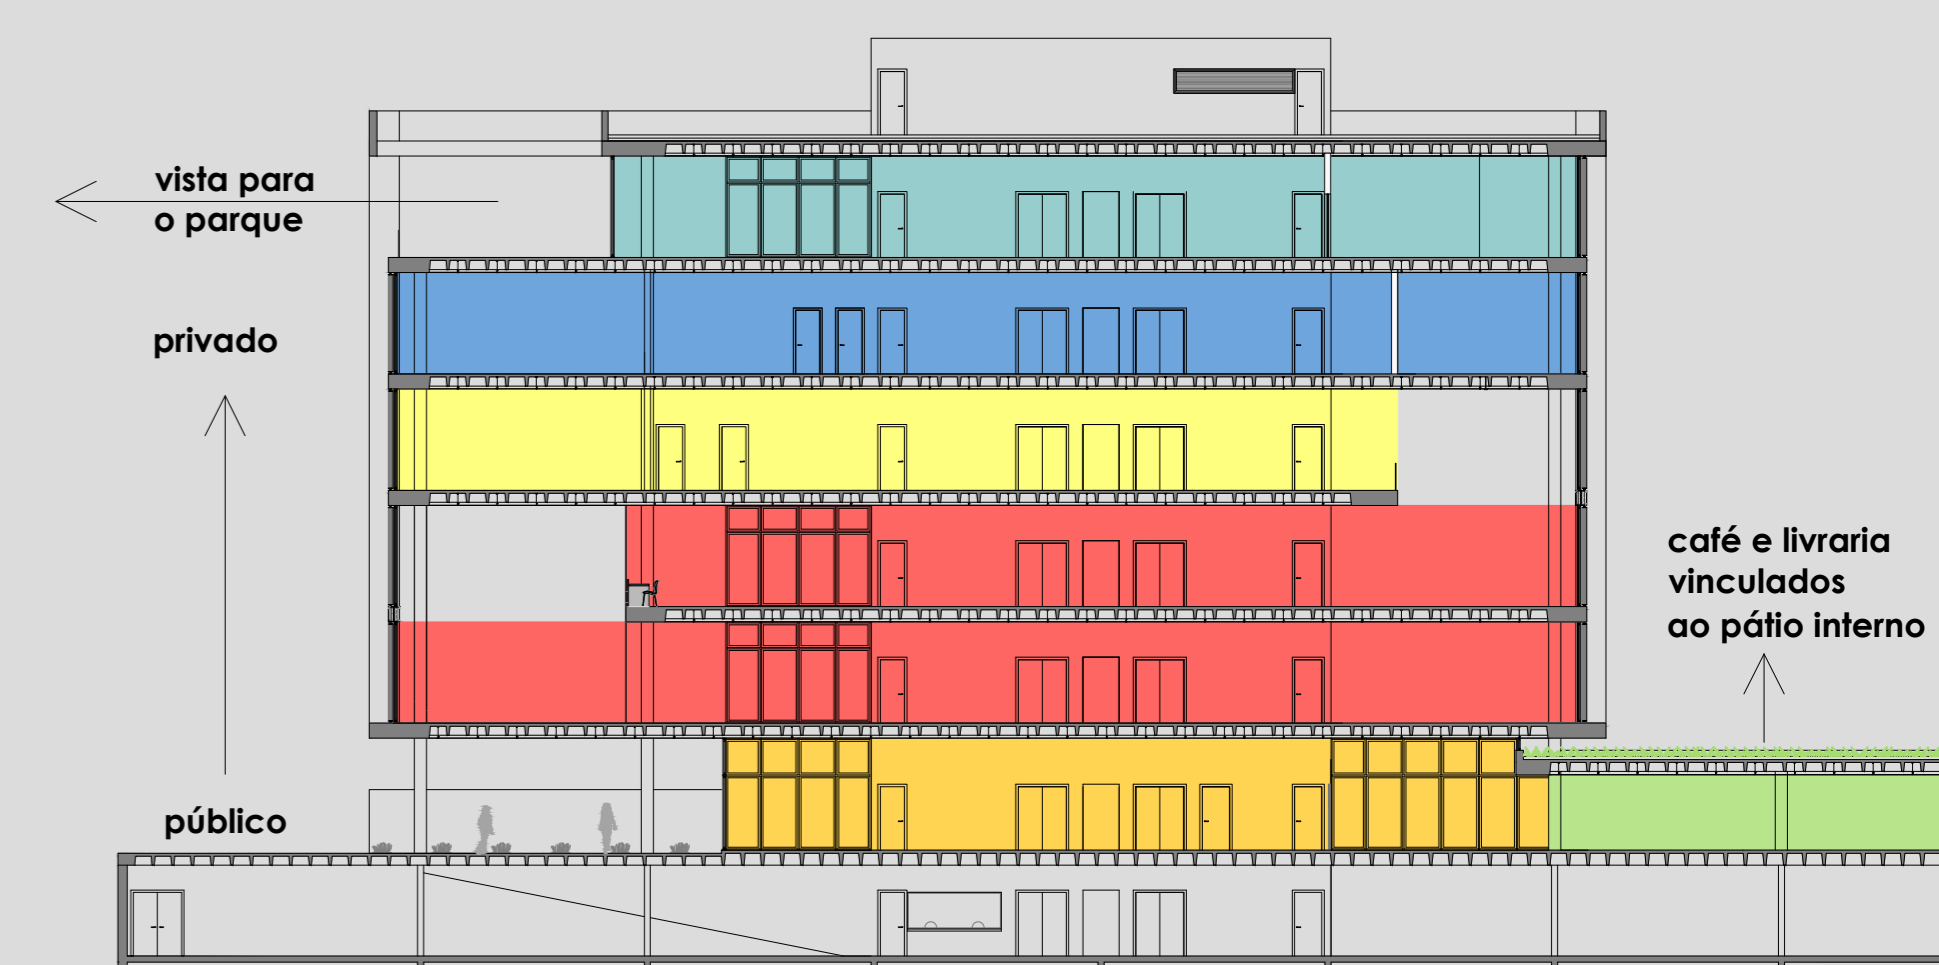 vista para
o parque
privado
público
café e livraria
vinculados
ao pátio interno